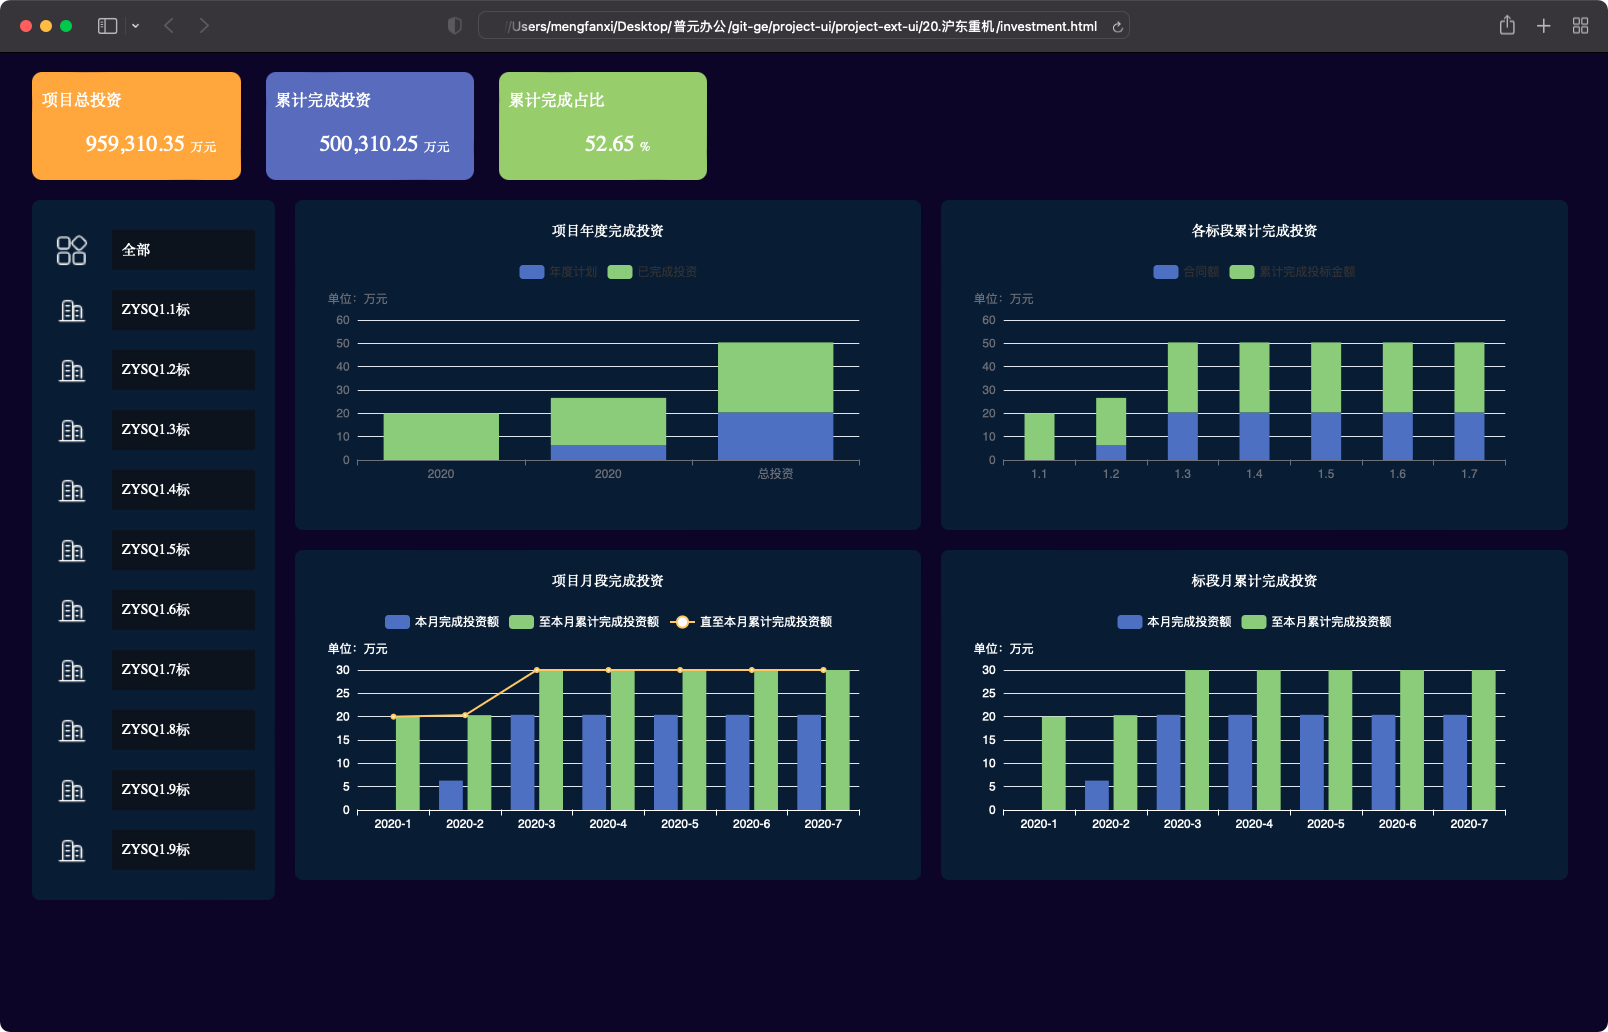 /Users/mengfanxi/Desktop/普元办公/git-ge/project-ui/project-ext-ui/20.沪东重机/investment.html
项目总投资
959,310.35 万元
累计完成投资
500,310.25 万元
累计完成占比
52.65 %
全部
ZYSQ1.1标
ZYSQ1.2标
ZYSQ1.3标
ZYSQ1.4标
ZYSQ1.5标
ZYSQ1.6标
ZYSQ1.7标
ZYSQ1.8标
ZYSQ1.9标
ZYSQ1.9标
项目年度完成投资
年度计划 已完成投资
单位：万元
60
50
40
30
20
10
0
2020 2020 总投资
各标段累计完成投资
合同额 累计完成投标金额
单位：万元
60
50
40
30
20
10
0
1.1 1.2 1.3 1.4 1.5 1.6 1.7
项目月段完成投资
本月完成投资额 至本月累计完成投资额 直至本月累计完成投资额
单位：万元
30
25
20
15
10
5
0
2020-1 2020-2 2020-3 2020-4 2020-5 2020-6 2020-7
标段月累计完成投资
本月完成投资额 至本月累计完成投资额
单位：万元
30
25
20
15
10
5
0
2020-1 2020-2 2020-3 2020-4 2020-5 2020-6 2020-7